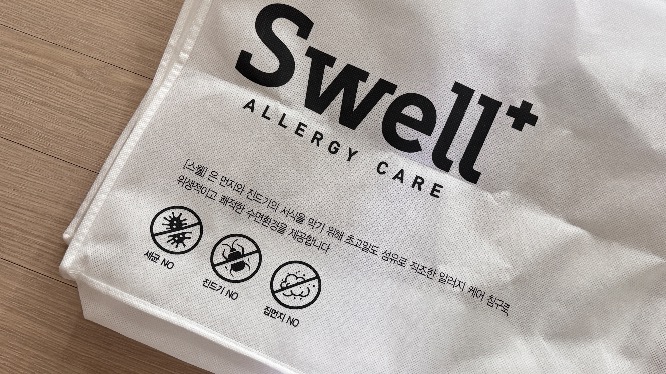 Swell+
ALLERGY CARE
[스웰] 은 먼지와 진드기의 서식을 막기 위해 초고밀도 섬유로 직조한 알러지 케어 침구로,
위생적이고 쾌적한 수면환경을 제공합니다
세균 NO
진드기 NO
집먼지 NO